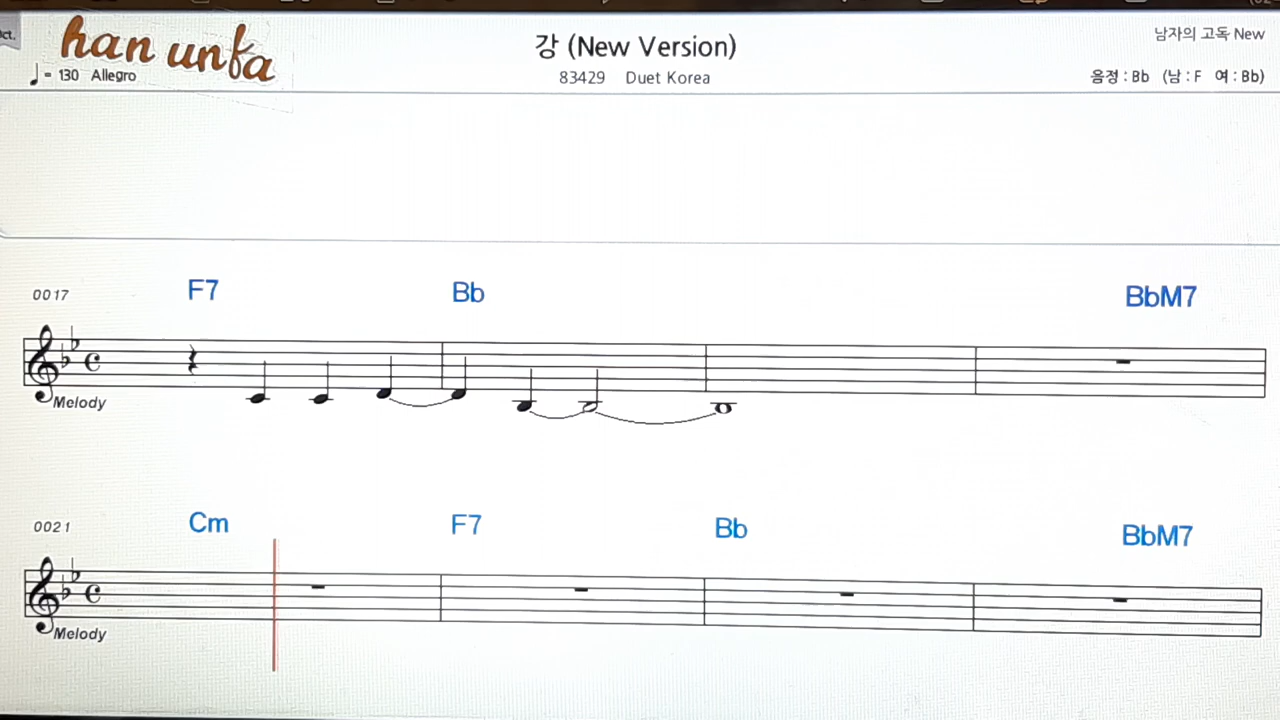 han unfa
♩= 130 Allegro
강 (New Version)
83429 Duet Korea
남자의 고독 New
음정 : Bb (남 : F 여 : Bb)
0017 F7 Bb BbM7
Melody
0021 Cm F7 Bb BbM7
Melody